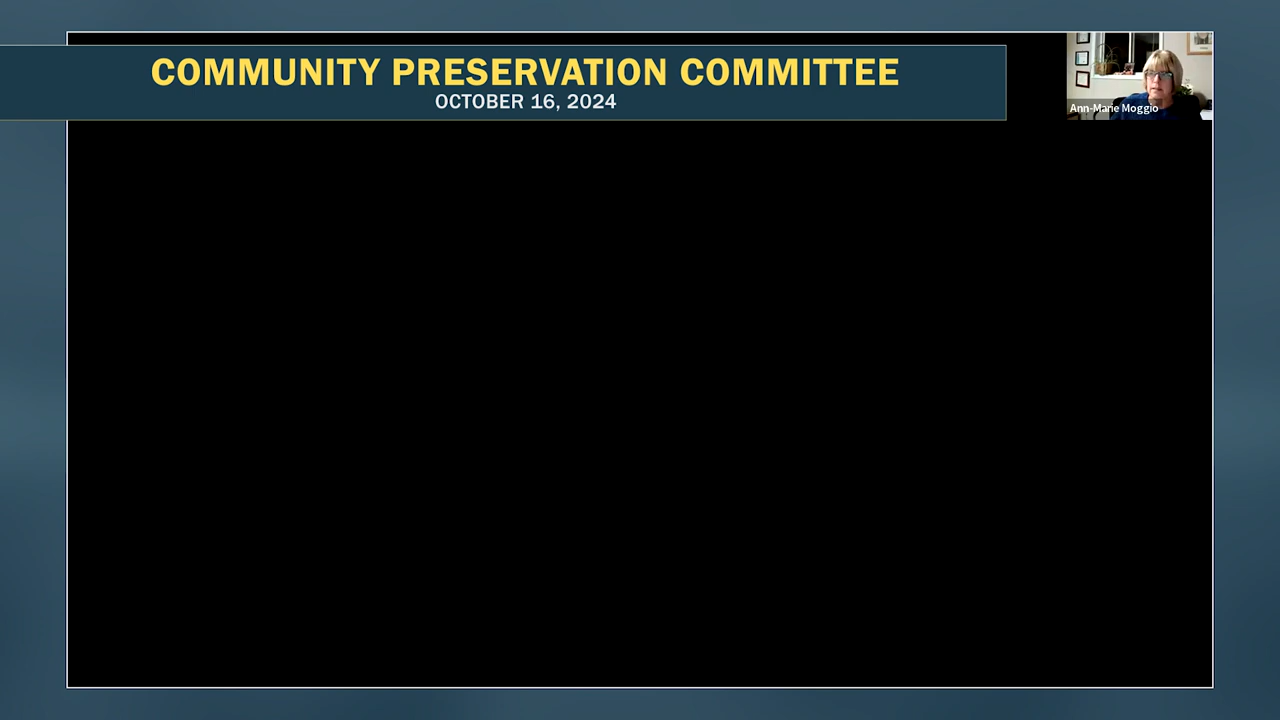 COMMUNITY PRESERVATION COMMITTEE
OCTOBER 16, 2024
Ann-Marie Moggio